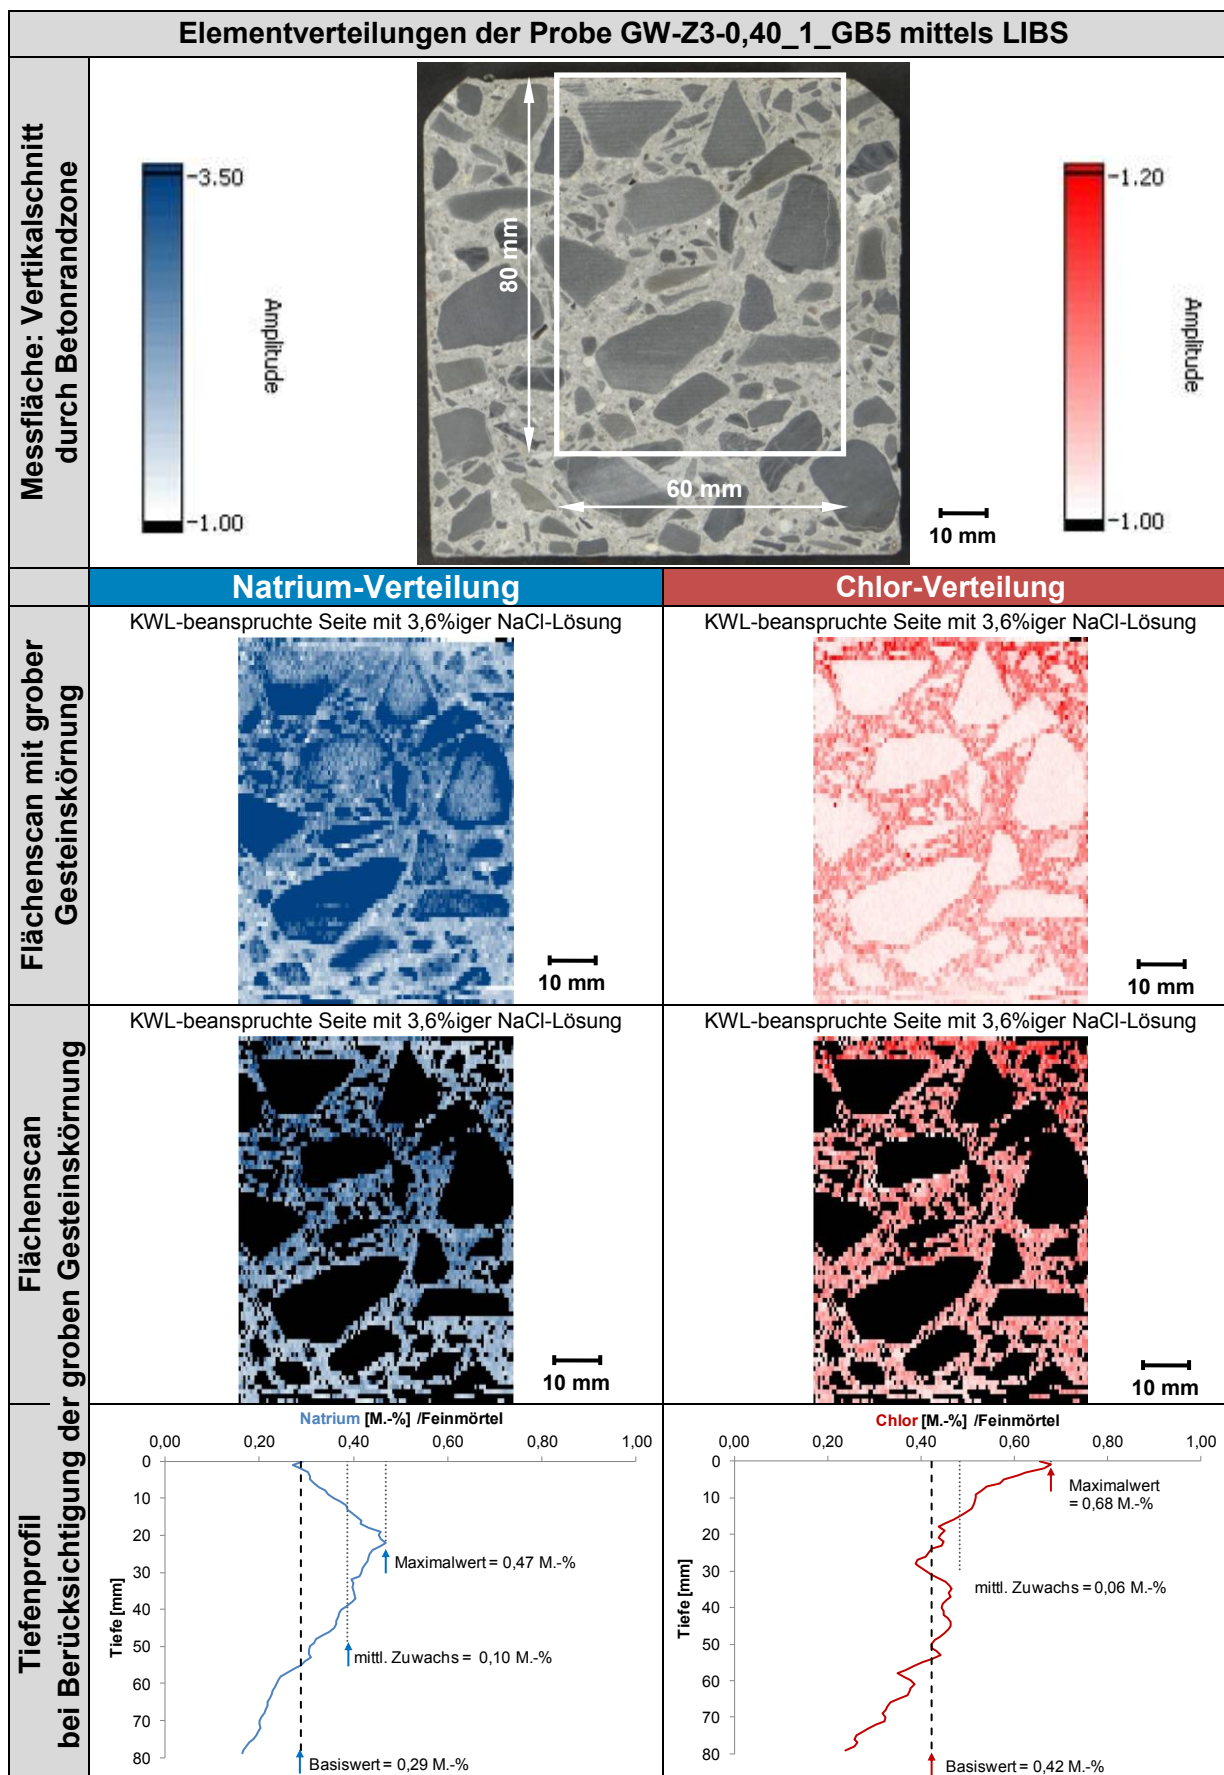 Elementverteilungen der Probe GW-Z3-0,40_1_GB5 mittels LIBS
Messfläche: Vertikalschnitt
durch Betonrandzone
3.50
1.00
Amplitude
80 mm
60 mm
10 mm
1.20
1.00
Amplitude
Natrium-Verteilung
Chlor-Verteilung
Flächenscan mit grober
Gesteinskörnung
KWL-beanspruchte Seite mit 3,6%iger NaCl-Lösung
10 mm
KWL-beanspruchte Seite mit 3,6%iger NaCl-Lösung
10 mm
Flächenscan
KWL-beanspruchte Seite mit 3,6%iger NaCl-Lösung
10 mm
KWL-beanspruchte Seite mit 3,6%iger NaCl-Lösung
10 mm
Tiefenprofil
bei Berücksichtigung der groben Gesteinskörnung
Natrium [M.-%] /Feinmörtel
0,00 0,20 0,40 0,60 0,80 1,00
0
10
20
30
40
50
60
70
80
Tiefe [mm]
Maximalwert = 0,47 M.-%
mittl. Zuwachs = 0,10 M.-%
Basiswert = 0,29 M.-%
Chlor [M.-%] /Feinmörtel
0,00 0,20 0,40 0,60 0,80 1,00
0
10
20
30
40
50
60
70
80
Tiefe [mm]
Maximalwert
= 0,68 M.-%
mittl. Zuwachs = 0,06 M.-%
Basiswert = 0,42 M.-%